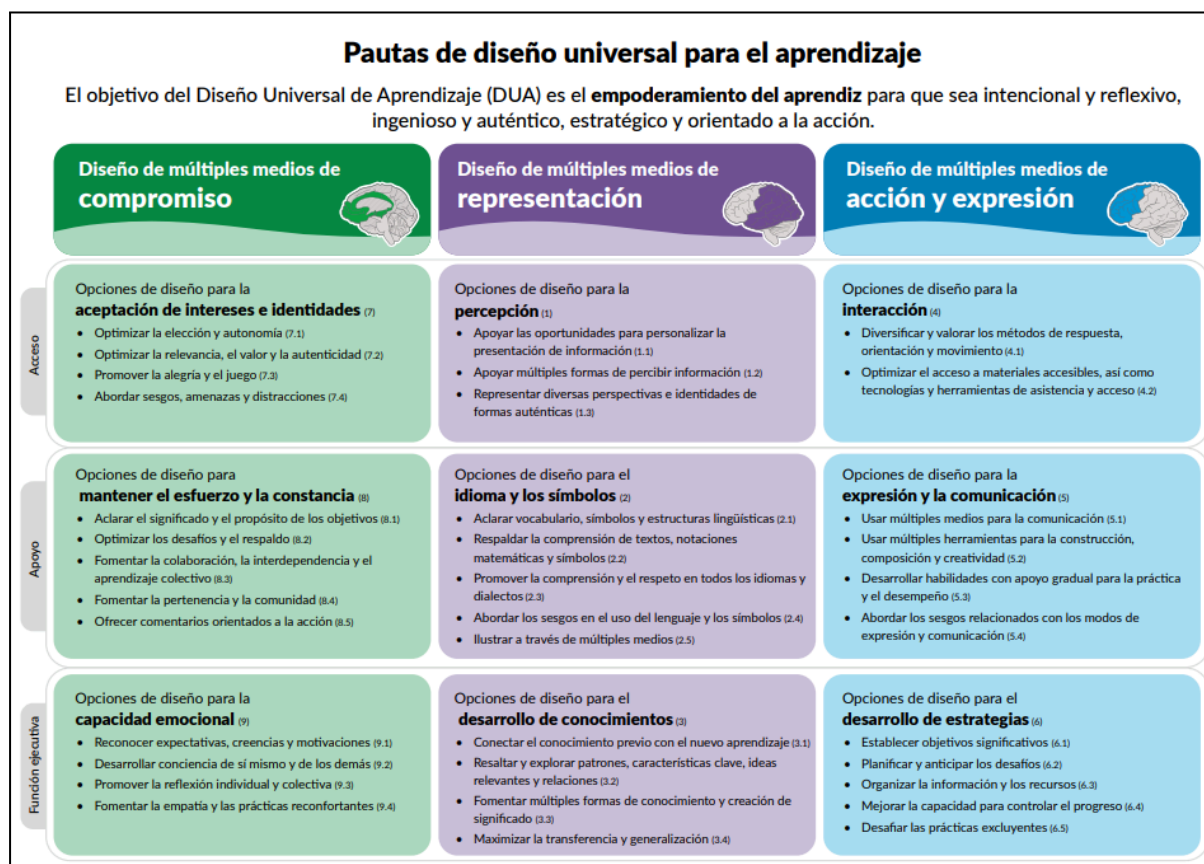 Pautas de diseño universal para el aprendizaje
El objetivo del Diseño Universal de Aprendizaje (DUA) es el empoderamiento del aprendiz para que sea intencional y reflexivo,
ingenioso y auténtico, estratégico y orientado a la acción.
Diseño de múltiples medios de
compromiso
Diseño de múltiples medios de
representación
Diseño de múltiples medios de
acción y expresión
Acceso
Opciones de diseño para la
aceptación de intereses e identidades (7)
• Optimizar la elección y autonomía (7.1)
• Optimizar la relevancia, el valor y la autenticidad (7.2)
• Promover la alegría y el juego (7.3)
• Abordar sesgos, amenazas y distracciones (7.4)
Opciones de diseño para la
percepción (1)
• Apoyar las oportunidades para personalizar la
presentación de información (1.1)
• Apoyar múltiples formas de percibir información (1.2)
• Representar diversas perspectivas e identidades de
formas auténticas (1.3)
Opciones de diseño para la
interacción (4)
• Diversificar y valorar los métodos de respuesta,
orientación y movimiento (4.1)
• Optimizar el acceso a materiales accesibles, así como
tecnologías y herramientas de asistencia y acceso (4.2)
Apoyo
Opciones de diseño para
mantener el esfuerzo y la constancia (8)
• Aclarar el significado y el propósito de los objetivos (8.1)
• Optimizar los desafíos y el respaldo (8.2)
• Fomentar la colaboración, la interdependencia y el
aprendizaje colectivo (8.3)
• Fomentar la pertenencia y la comunidad (8.4)
• Ofrecer comentarios orientados a la acción (8.5)
Opciones de diseño para el
idioma y los símbolos (2)
• Aclarar vocabulario, símbolos y estructuras lingüísticas (2.1)
• Respaldar la comprensión de textos, notaciones
matemáticas y símbolos (2.2)
• Promover la comprensión y el respeto en todos los idiomas y
dialectos (2.3)
• Abordar los sesgos en el uso del lenguaje y los símbolos (2.4)
• Ilustrar a través de múltiples medios (2.5)
Opciones de diseño para la
expresión y la comunicación (5)
• Usar múltiples medios para la comunicación (5.1)
• Usar múltiples herramientas para la construcción,
composición y creatividad (5.2)
• Desarrollar habilidades con apoyo gradual para la práctica
y el desempeño (5.3)
• Abordar los sesgos relacionados con los modos de
expresión y comunicación (5.4)
Función ejecutiva
Opciones de diseño para la
capacidad emocional (9)
• Reconocer expectativas, creencias y motivaciones (9.1)
• Desarrollar conciencia de sí mismo y de los demás (9.2)
• Promover la reflexión individual y colectiva (9.3)
• Fomentar la empatía y las prácticas reconfortantes (9.4)
Opciones de diseño para el
desarrollo de conocimientos (3)
• Conectar el conocimiento previo con el nuevo aprendizaje (3.1)
• Resaltar y explorar patrones, características clave, ideas
relevantes y relaciones (3.2)
• Fomentar múltiples formas de conocimiento y creación de
significado (3.3)
• Maximizar la transferencia y generalización (3.4)
Opciones de diseño para el
desarrollo de estrategias (6)
• Establecer objetivos significativos (6.1)
• Planificar y anticipar los desafíos (6.2)
• Organizar la información y los recursos (6.3)
• Mejorar la capacidad para controlar el progreso (6.4)
• Desafiar las prácticas excluyentes (6.5)